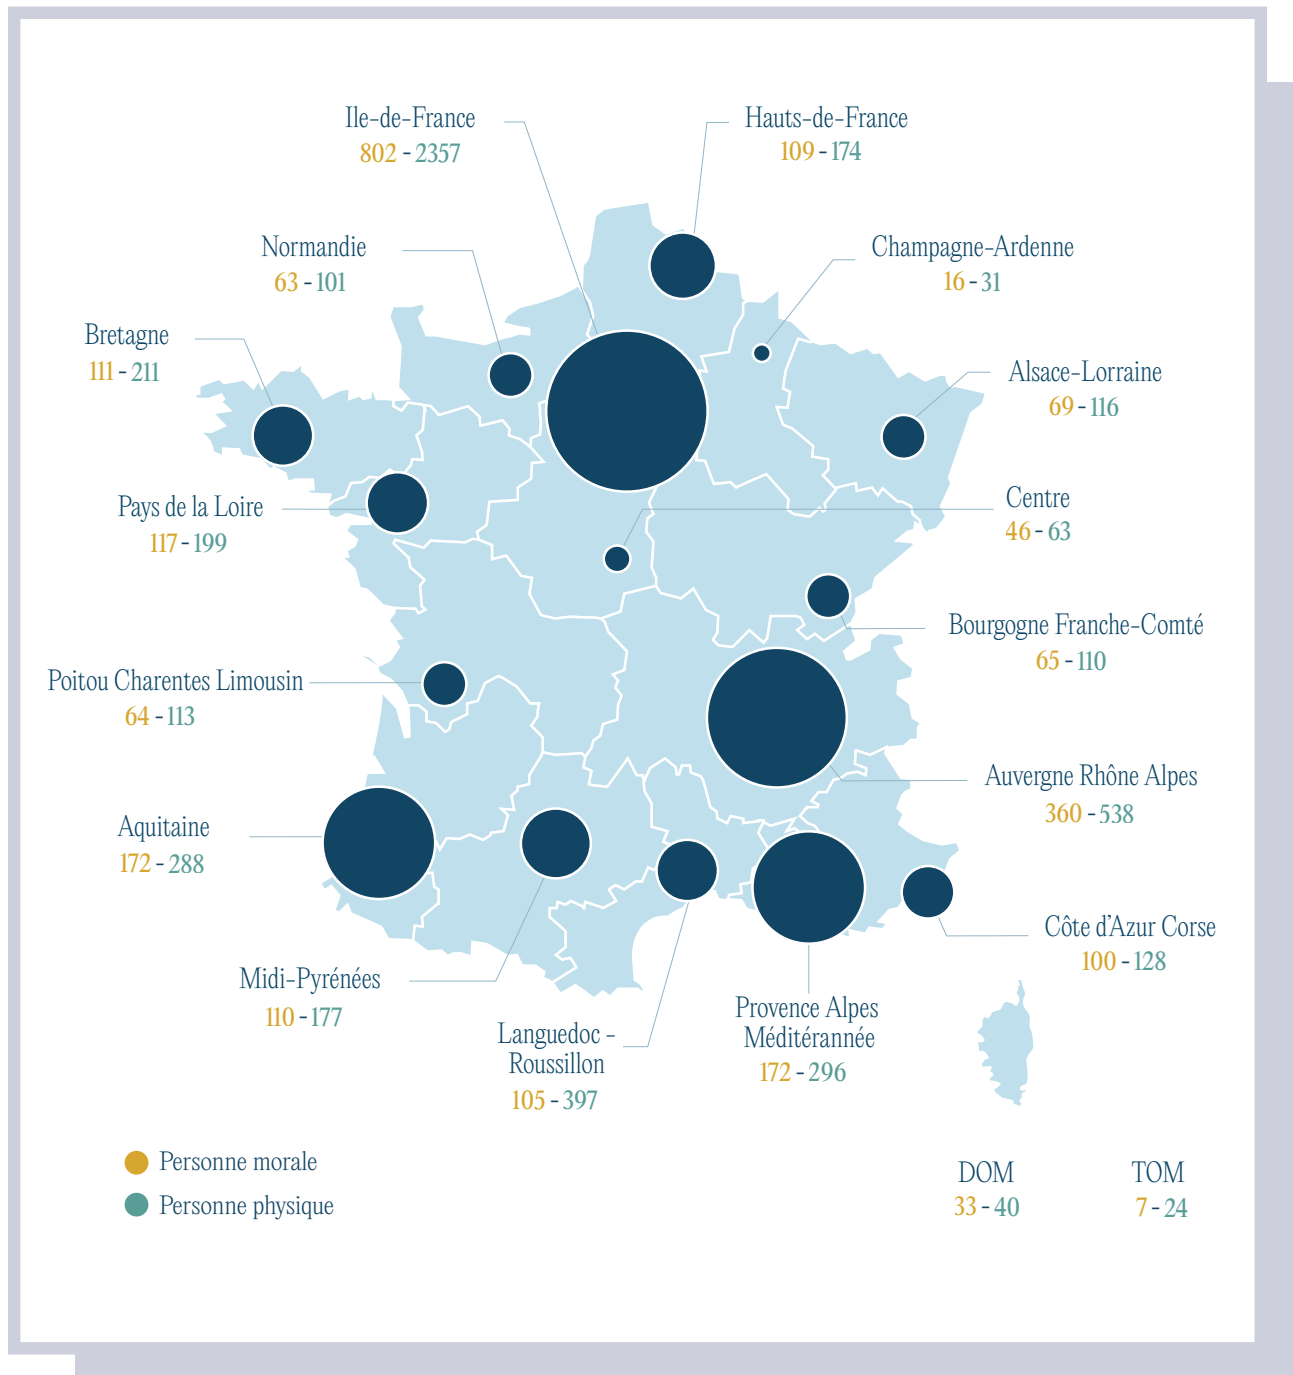 Ile-de-France
802 - 2357
Hauts-de-France
109 - 174
Normandie
63 - 101
Champagne-Ardenne
16 - 31
Bretagne
111 - 211
Alsace-Lorraine
69 - 116
Pays de la Loire
117 - 199
Centre
46 - 63
Bourgogne Franche-Comté
65 - 110
Poitou Charentes Limousin
64 - 113
Auvergne Rhône Alpes
360 - 538
Aquitaine
172 - 288
Côte d'Azur Corse
100 - 128
Midi-Pyrénées
110 - 177
Languedoc -
Roussillon
105 - 397
Provence Alpes
Méditérannée
172 - 296
Personne morale
Personne physique
DOM
33 - 40
TOM
7 - 24